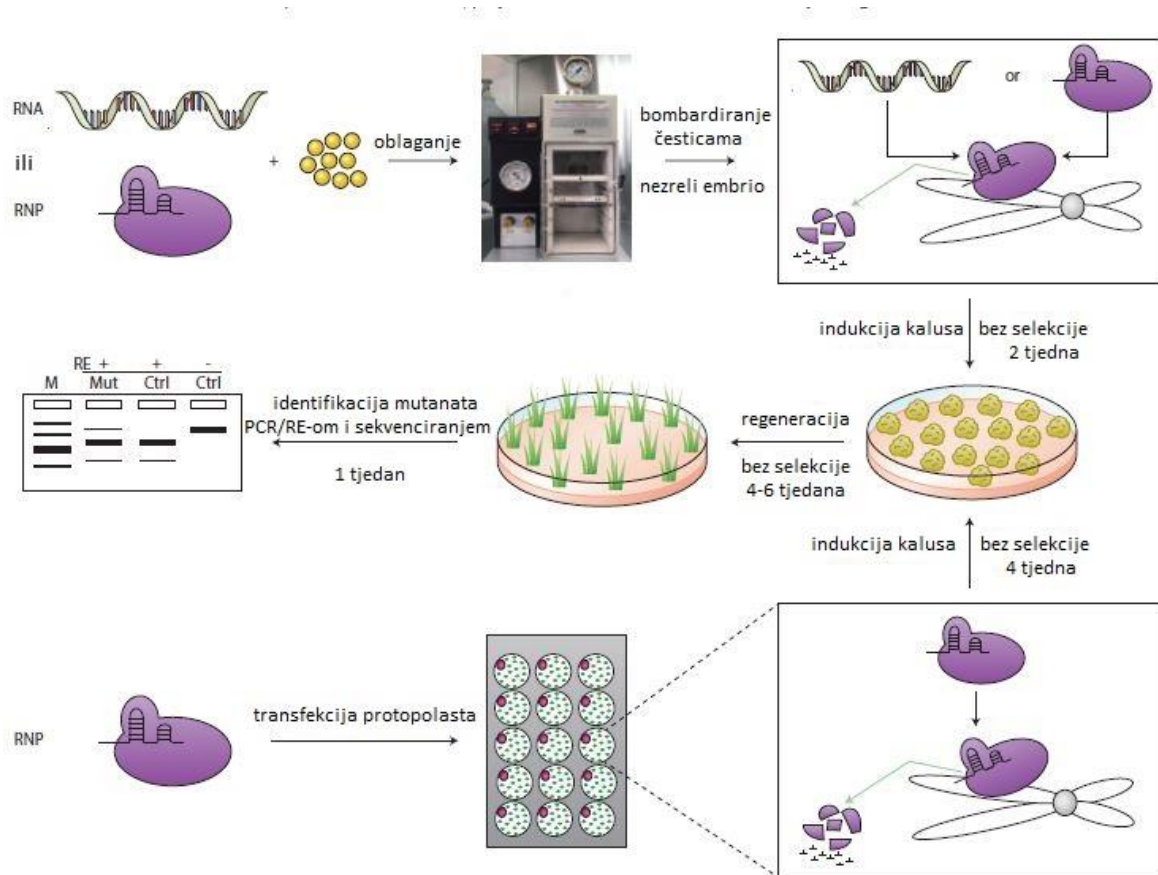 RNA
ili
RNP
+
oblaganje
bombardiranje
česticama
nezreli embrio
or
indukcija kalusa
bez selekcije
2 tjedna
RE + + -
M Mut Ctrl Ctrl
identifikacija mutanata
PCR/RE-om i sekvenciranjem
1 tjedan
regeneracija
bez selekcije
4-6 tjedana
indukcija kalusa
bez selekcije
4 tjedna
RNP
transfekcija protopolasta